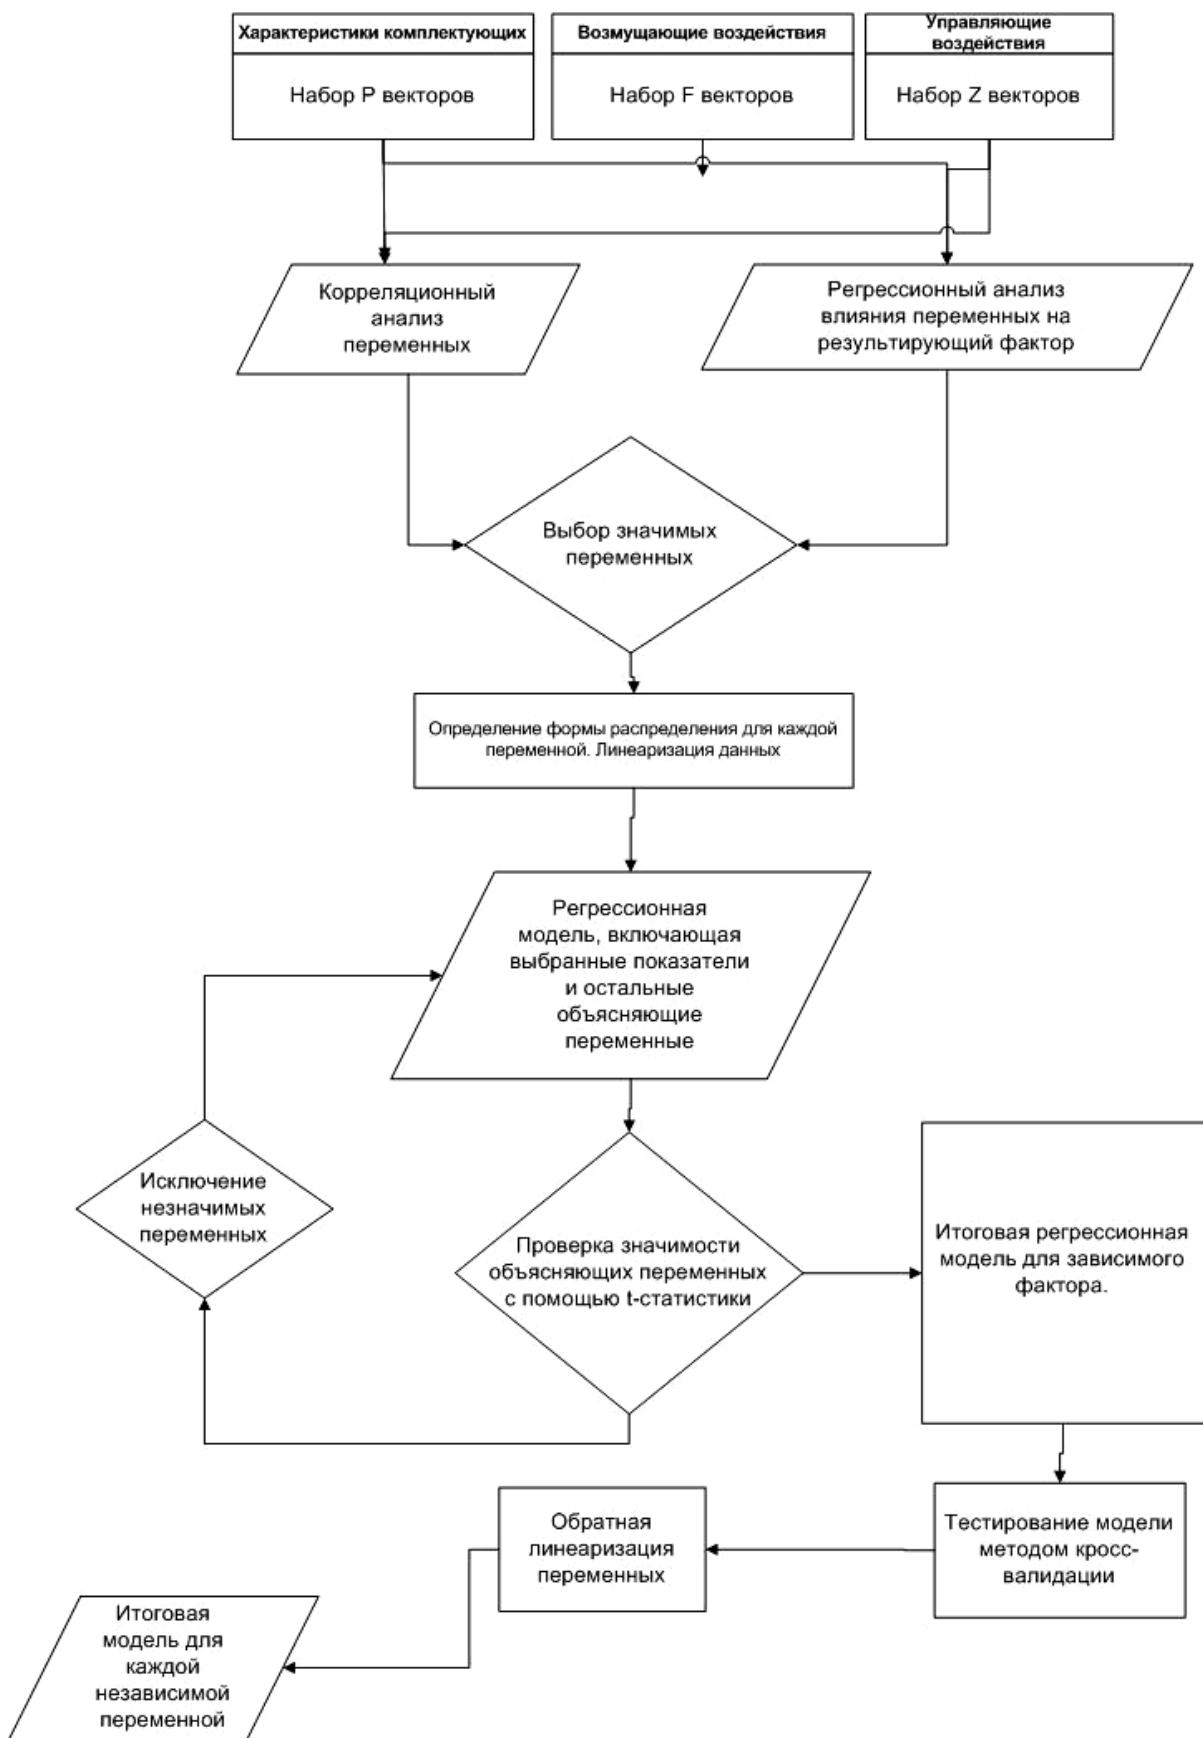 Характеристики комплектующих
Набор P векторов
Возмущающие воздействия
Набор F векторов
Управляющие
воздействия
Набор Z векторов
Корреляционный
анализ
переменных
Регрессионный анализ
влияния переменных на
результирующий фактор
Выбор значимых
переменных
Определение формы распределения для каждой
переменной. Линеаризация данных
Регрессионная
модель, включающая
выбранные показатели
и остальные
объясняющие
переменные
Исключение
незначимых
переменных
Проверка значимости
объясняющих переменных
с помощью t-статистики
Итоговая регрессионная
модель для зависимого
фактора.
Тестирование модели
методом кросс-
валидации
Обратная
линеаризация
переменных
Итоговая
модель для
каждой
независимой
переменной